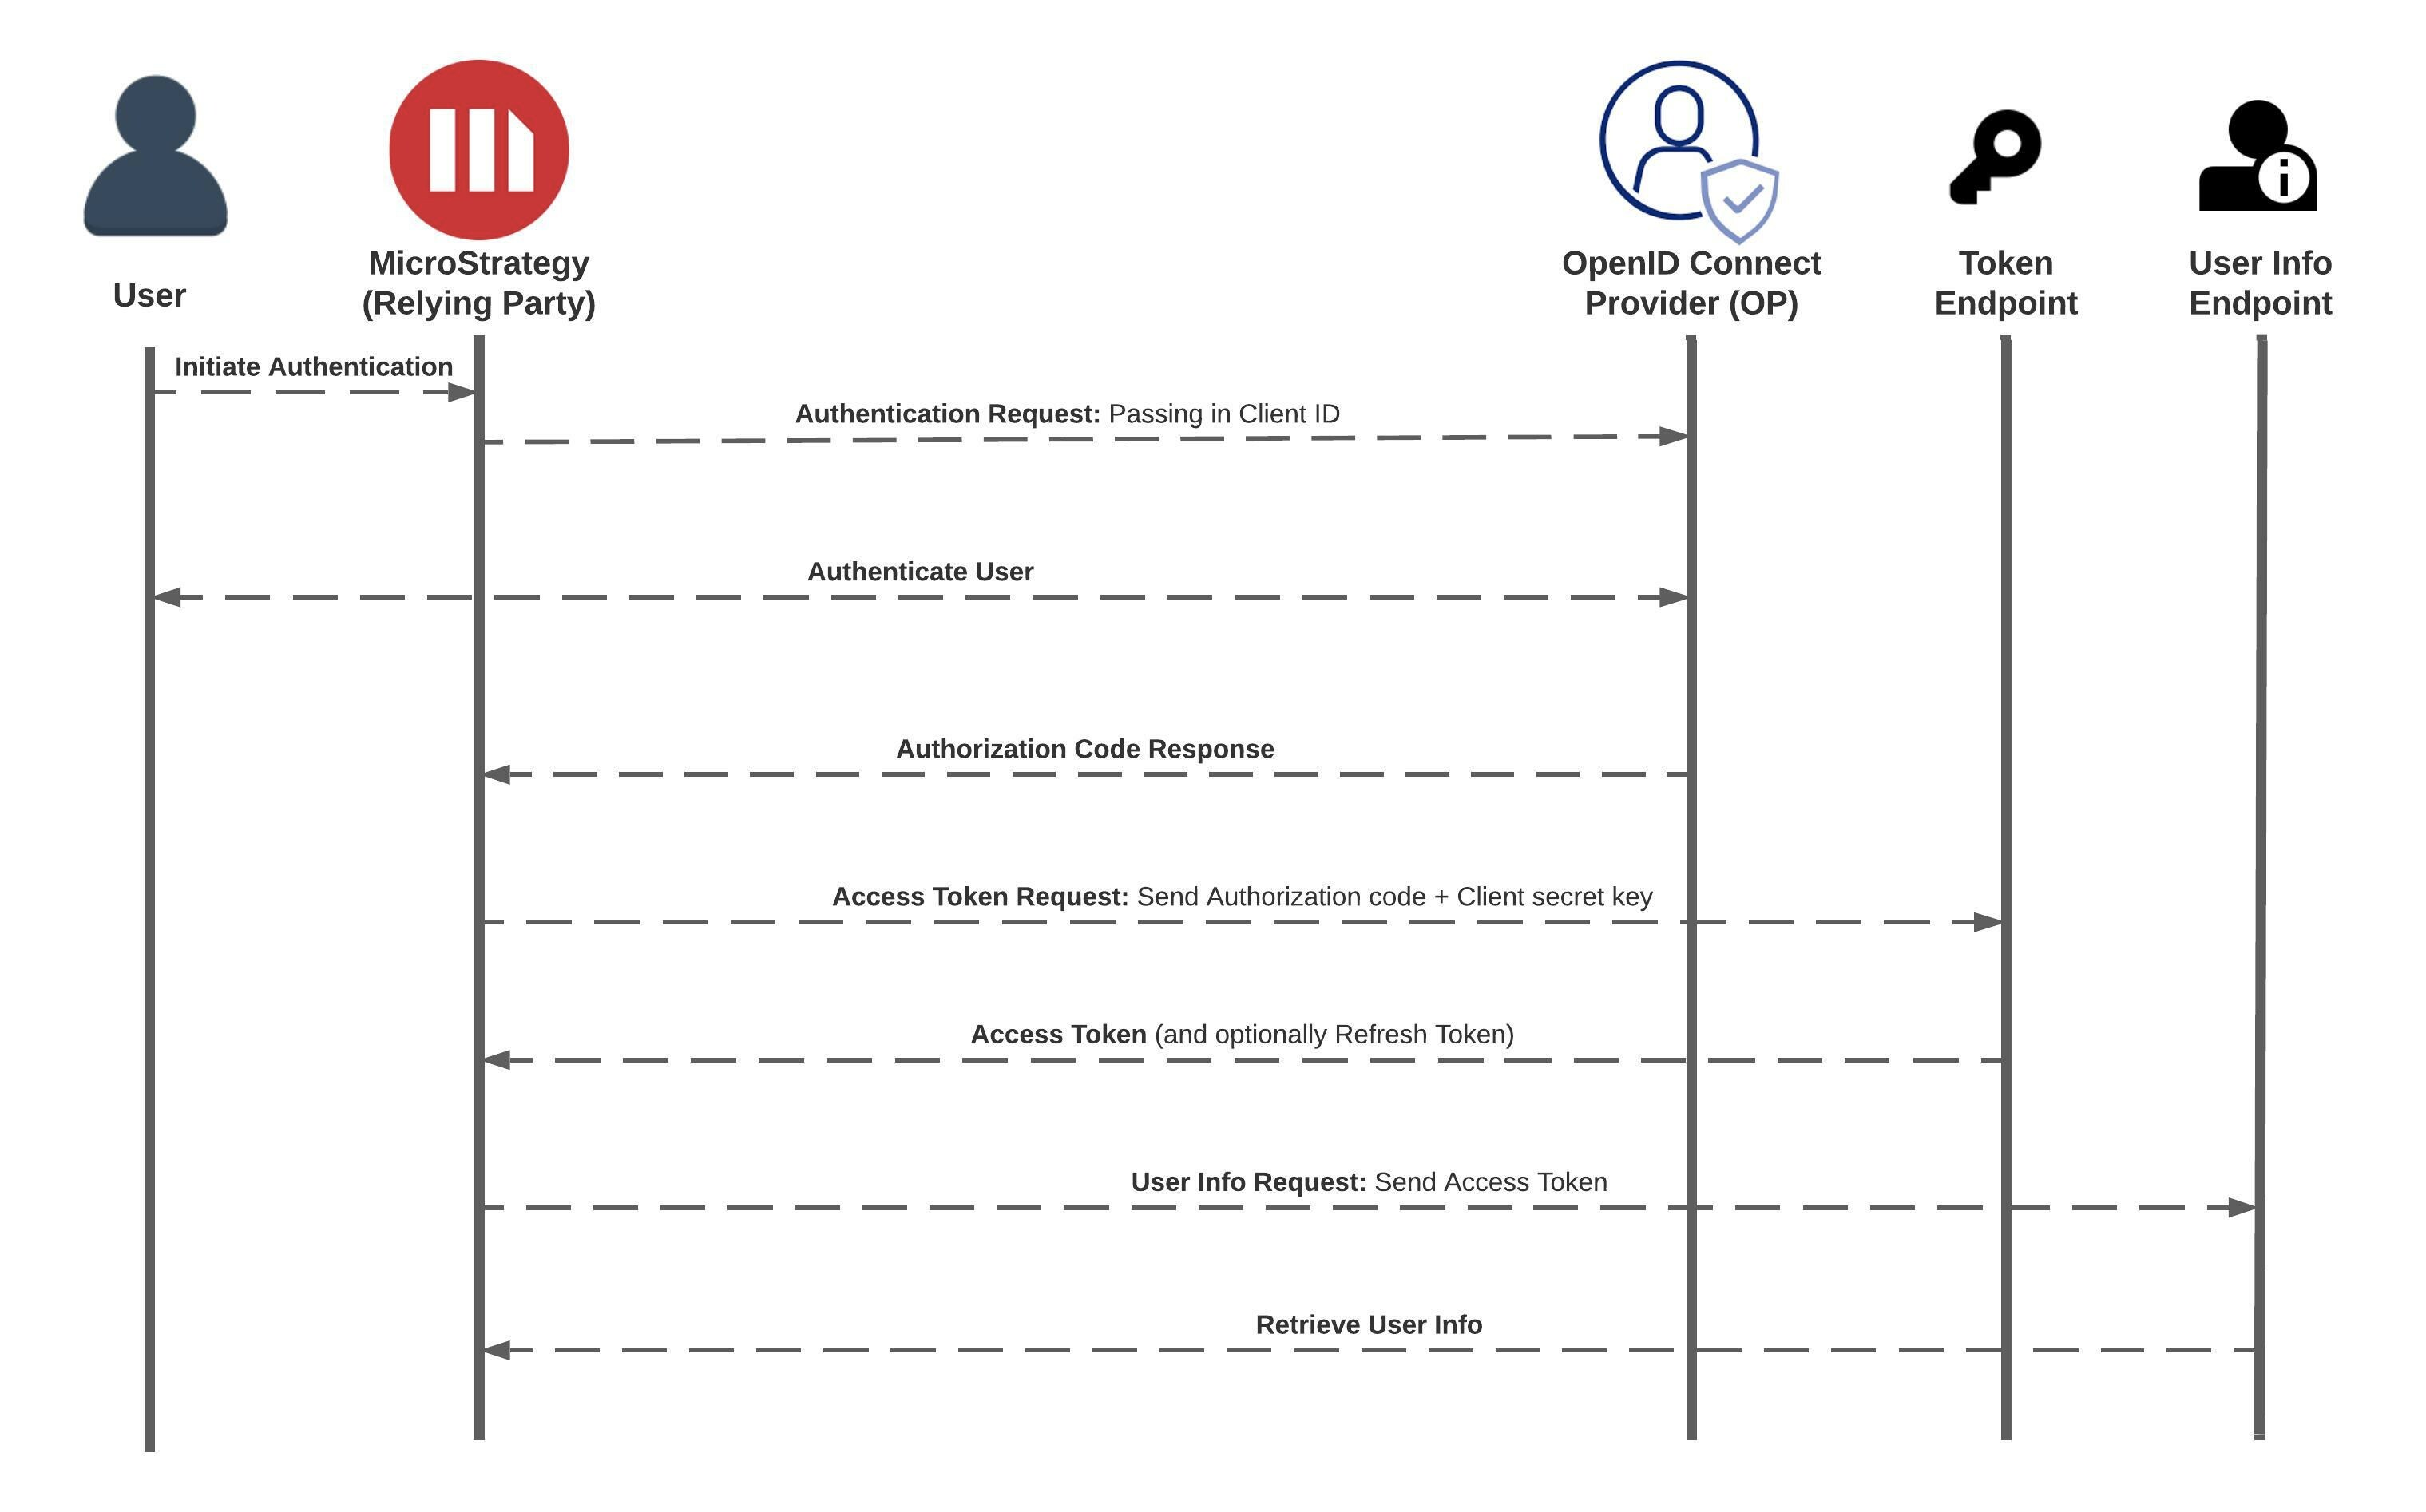 User
MicroStrategy
(Relying Party)
OpenID Connect
Provider (OP)
Token
Endpoint
User Info
Endpoint
Initiate Authentication
Authentication Request: Passing in Client ID
Authenticate User
Authorization Code Response
Access Token Request: Send Authorization code + Client secret key
Access Token (and optionally Refresh Token)
User Info Request: Send Access Token
Retrieve User Info